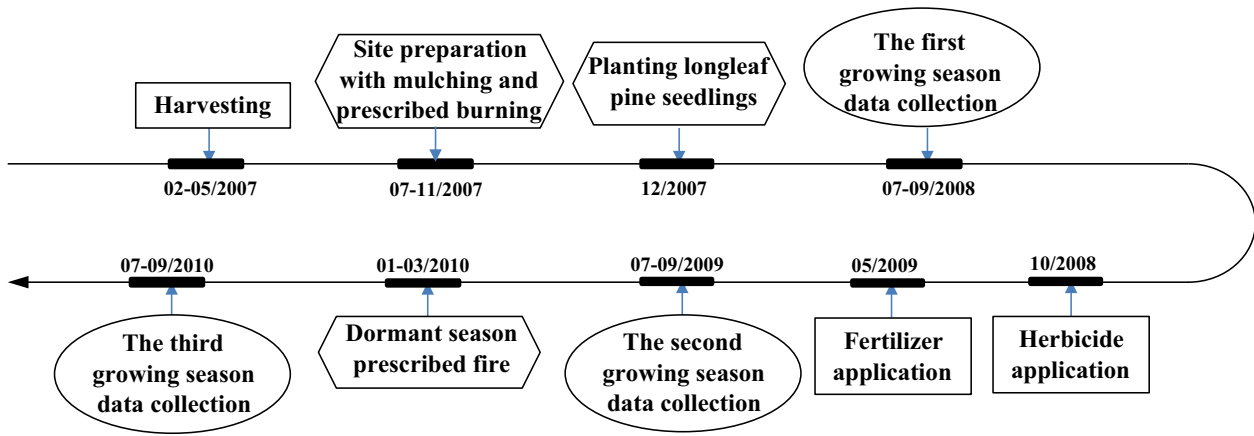 Harvesting
02-05/2007
Site preparation
with mulching and
prescribed burning
07-11/2007
Planting longleaf
pine seedlings
12/2007
The first
growing season
data collection
07-09/2008
10/2008
Herbicide
application
05/2009
Fertilizer
application
07-09/2009
The second
growing season
data collection
01-03/2010
Dormant season
prescribed fire
07-09/2010
The third
growing season
data collection